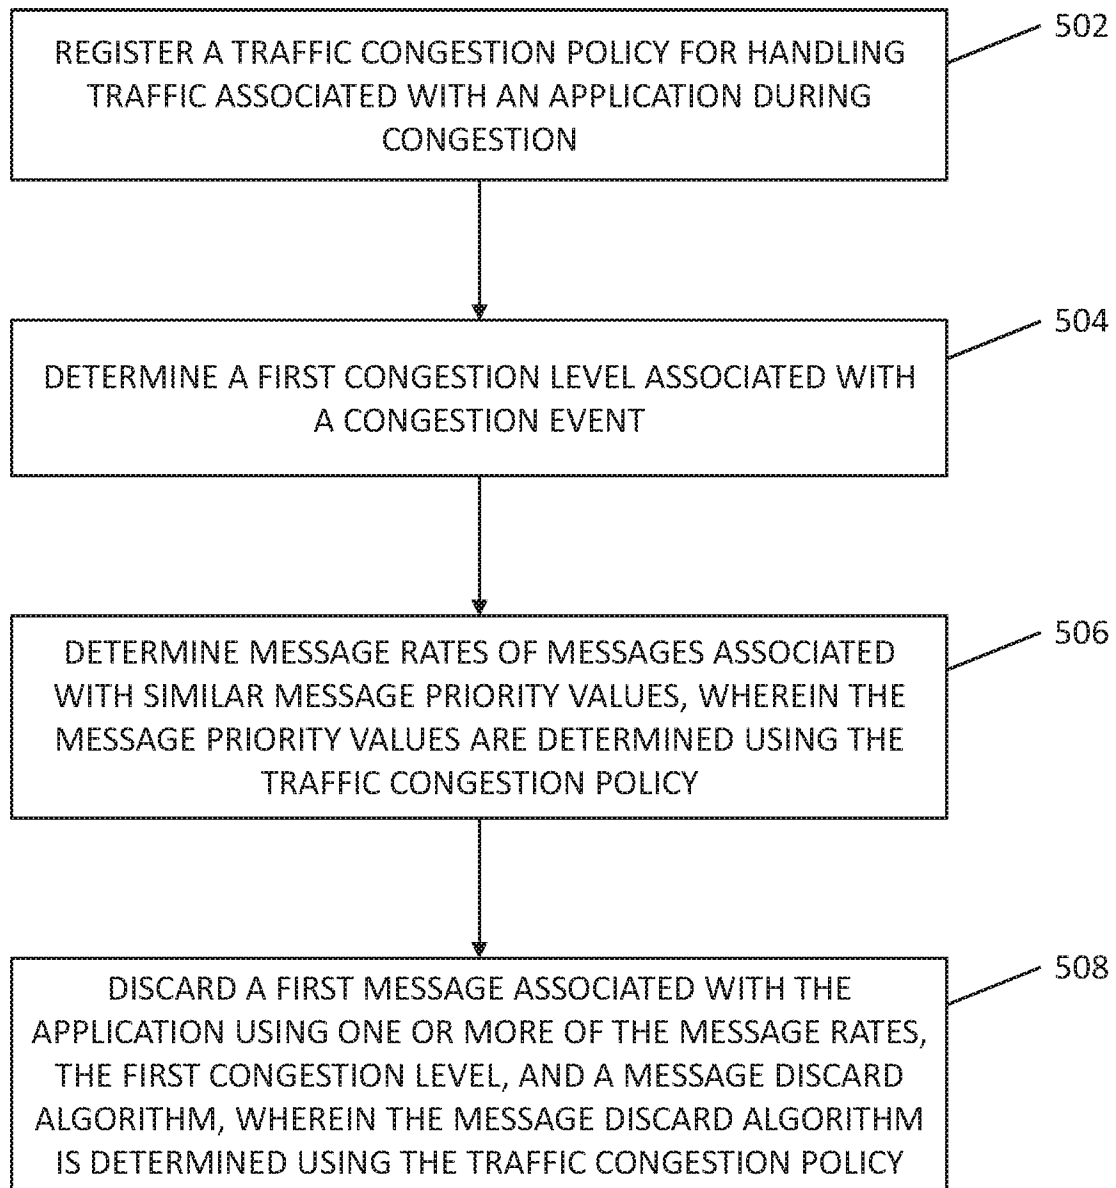 502
REGISTER A TRAFFIC CONGESTION POLICY FOR HANDLING
TRAFFIC ASSOCIATED WITH AN APPLICATION DURING
CONGESTION
504
DETERMINE A FIRST CONGESTION LEVEL ASSOCIATED WITH
A CONGESTION EVENT
506
DETERMINE MESSAGE RATES OF MESSAGES ASSOCIATED
WITH SIMILAR MESSAGE PRIORITY VALUES, WHEREIN THE
MESSAGE PRIORITY VALUES ARE DETERMINED USING THE
TRAFFIC CONGESTION POLICY
508
DISCARD A FIRST MESSAGE ASSOCIATED WITH THE
APPLICATION USING ONE OR MORE OF THE MESSAGE RATES,
THE FIRST CONGESTION LEVEL, AND A MESSAGE DISCARD
ALGORITHM, WHEREIN THE MESSAGE DISCARD ALGORITHM
IS DETERMINED USING THE TRAFFIC CONGESTION POLICY